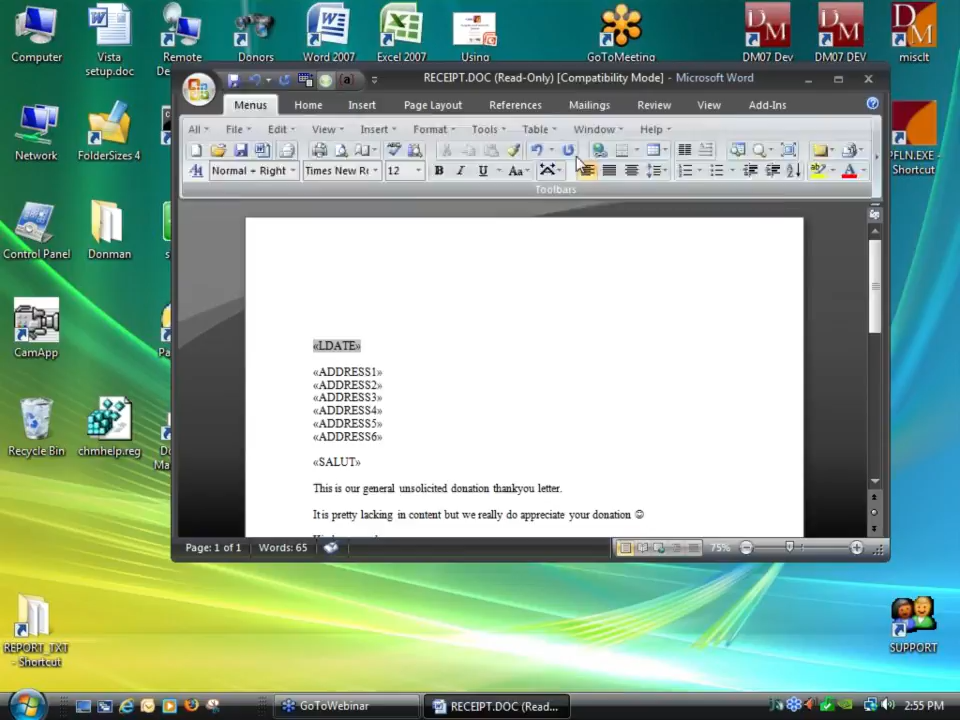 Computer
Vista setup.doc
Remote
Donors
Word 2007
Excel 2007
Using
GoToMeeting
DM07 DEV
DM07 DEV
misclt
RECEIPT.DOC (Read-Only) [Compatibility Mode] - Microsoft Word
Menus Home Insert Page Layout References Mailings Review View Add-Ins
All File Edit View Insert Format Tools Table Window Help
Normal + Right Times New Ro 12 B I U Aa
Toolbars
Network
FolderSizes 4
PFLN.EXE - Shortcut
Control Panel
Donman
CamApp
Recycle Bin
chmhelp.reg
«LDATE»
«ADDRESS1»
«ADDRESS2»
«ADDRESS3»
«ADDRESS4»
«ADDRESS5»
«ADDRESS6»
«SALUT»
This is our general unsolicited donation thankyou letter.
It is pretty lacking in content but we really do appreciate your donation ☺
Page: 1 of 1 Words: 65 75%
REPORT_TXT - Shortcut
SUPPORT
GoToWebinar RECEIPT.DOC (Read... 2:55 PM